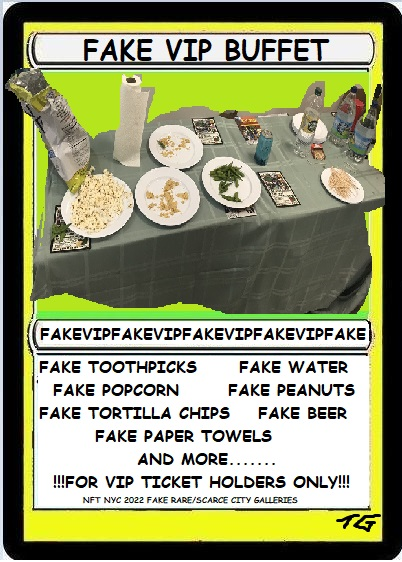 FAKE VIP BUFFET
FAKEVIPFAKEVIPFAKEVIPFAKEVIPFAKE
FAKE TOOTHPICKS FAKE WATER
FAKE POPCORN FAKE PEANUTS
FAKE TORTILLA CHIPS FAKE BEER
FAKE PAPER TOWELS
AND MORE.......
!!!FOR VIP TICKET HOLDERS ONLY!!!
NFT NYC 2022 FAKE RARE/SCARCE CITY GALLERIES
TG